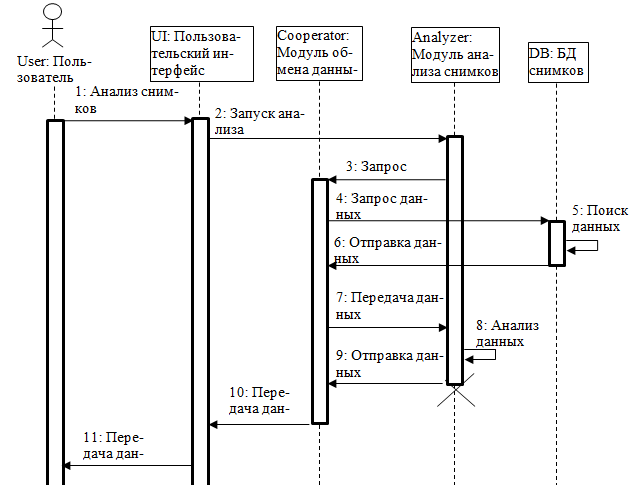 User: Поль-
зователь
UI: Пользова-
тельский ин-
терфейс
Cooperator:
Модуль об-
мена данны-
Analyzer:
Модуль ана-
лиза снимков
DB: БД
снимков
1: Анализ сним-
ков
2: Запуск ана-
лиза
3: Запрос
4: Запрос дан-
ных
5: Поиск
данных
6: Отправка дан-
ных
7: Передача дан-
ных
8: Анализ
данных
9: Отправка дан-
ных
10: Пере-
дача дан-
11: Пере-
дача дан-